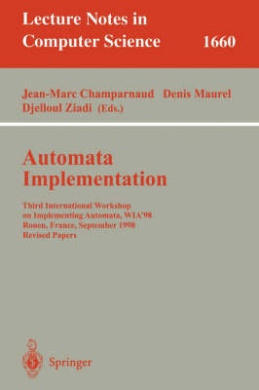 Lecture Notes in
Computer Science 1660
Jean-Marc Champarnaud Denis Maurel
Djelloul Ziadi (Eds.)
Automata
Implementation
Third International Workshop
on Implementing Automata, WIA'98
Rouen, France, September 1998
Revised Papers
Springer